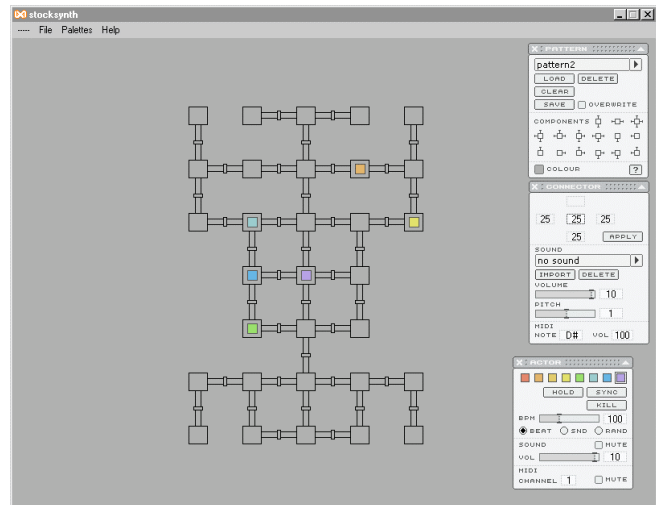 stocksynth
----- File Palettes Help
PATTERN
pattern2
LOAD DELETE
CLEAR
SAVE OVERWRITE
COMPONENTS
COLOUR ?
CONNECTOR
25 25 25
25 APPLY
SOUND
no sound
IMPORT DELETE
VOLUME
10
PITCH
1
MIDI
NOTE D# VOL 100
ACTOR
HOLD SYNC
KILL
BPM 100
BEAT SND RAND
SOUND MUTE
VOL 10
MIDI
CHANNEL 1 MUTE